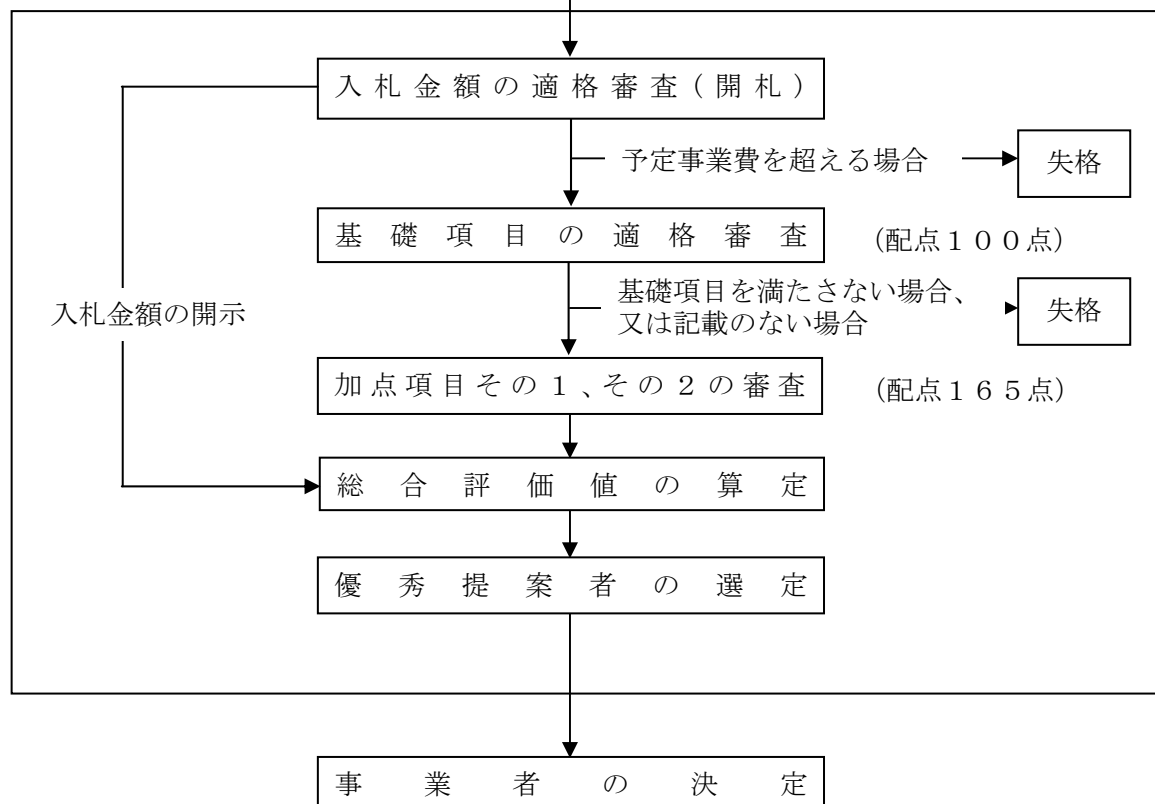 入札金額の適格審査(開札)
予定事業費を超える場合
失格
基礎項目の適格審査
(配点１００点)
基礎項目を満たさない場合、
又は記載のない場合
失格
入札金額の開示
加点項目その１、その２の審査
(配点１６５点)
総合評価値の算定
優秀提案者の選定
事業者の決定